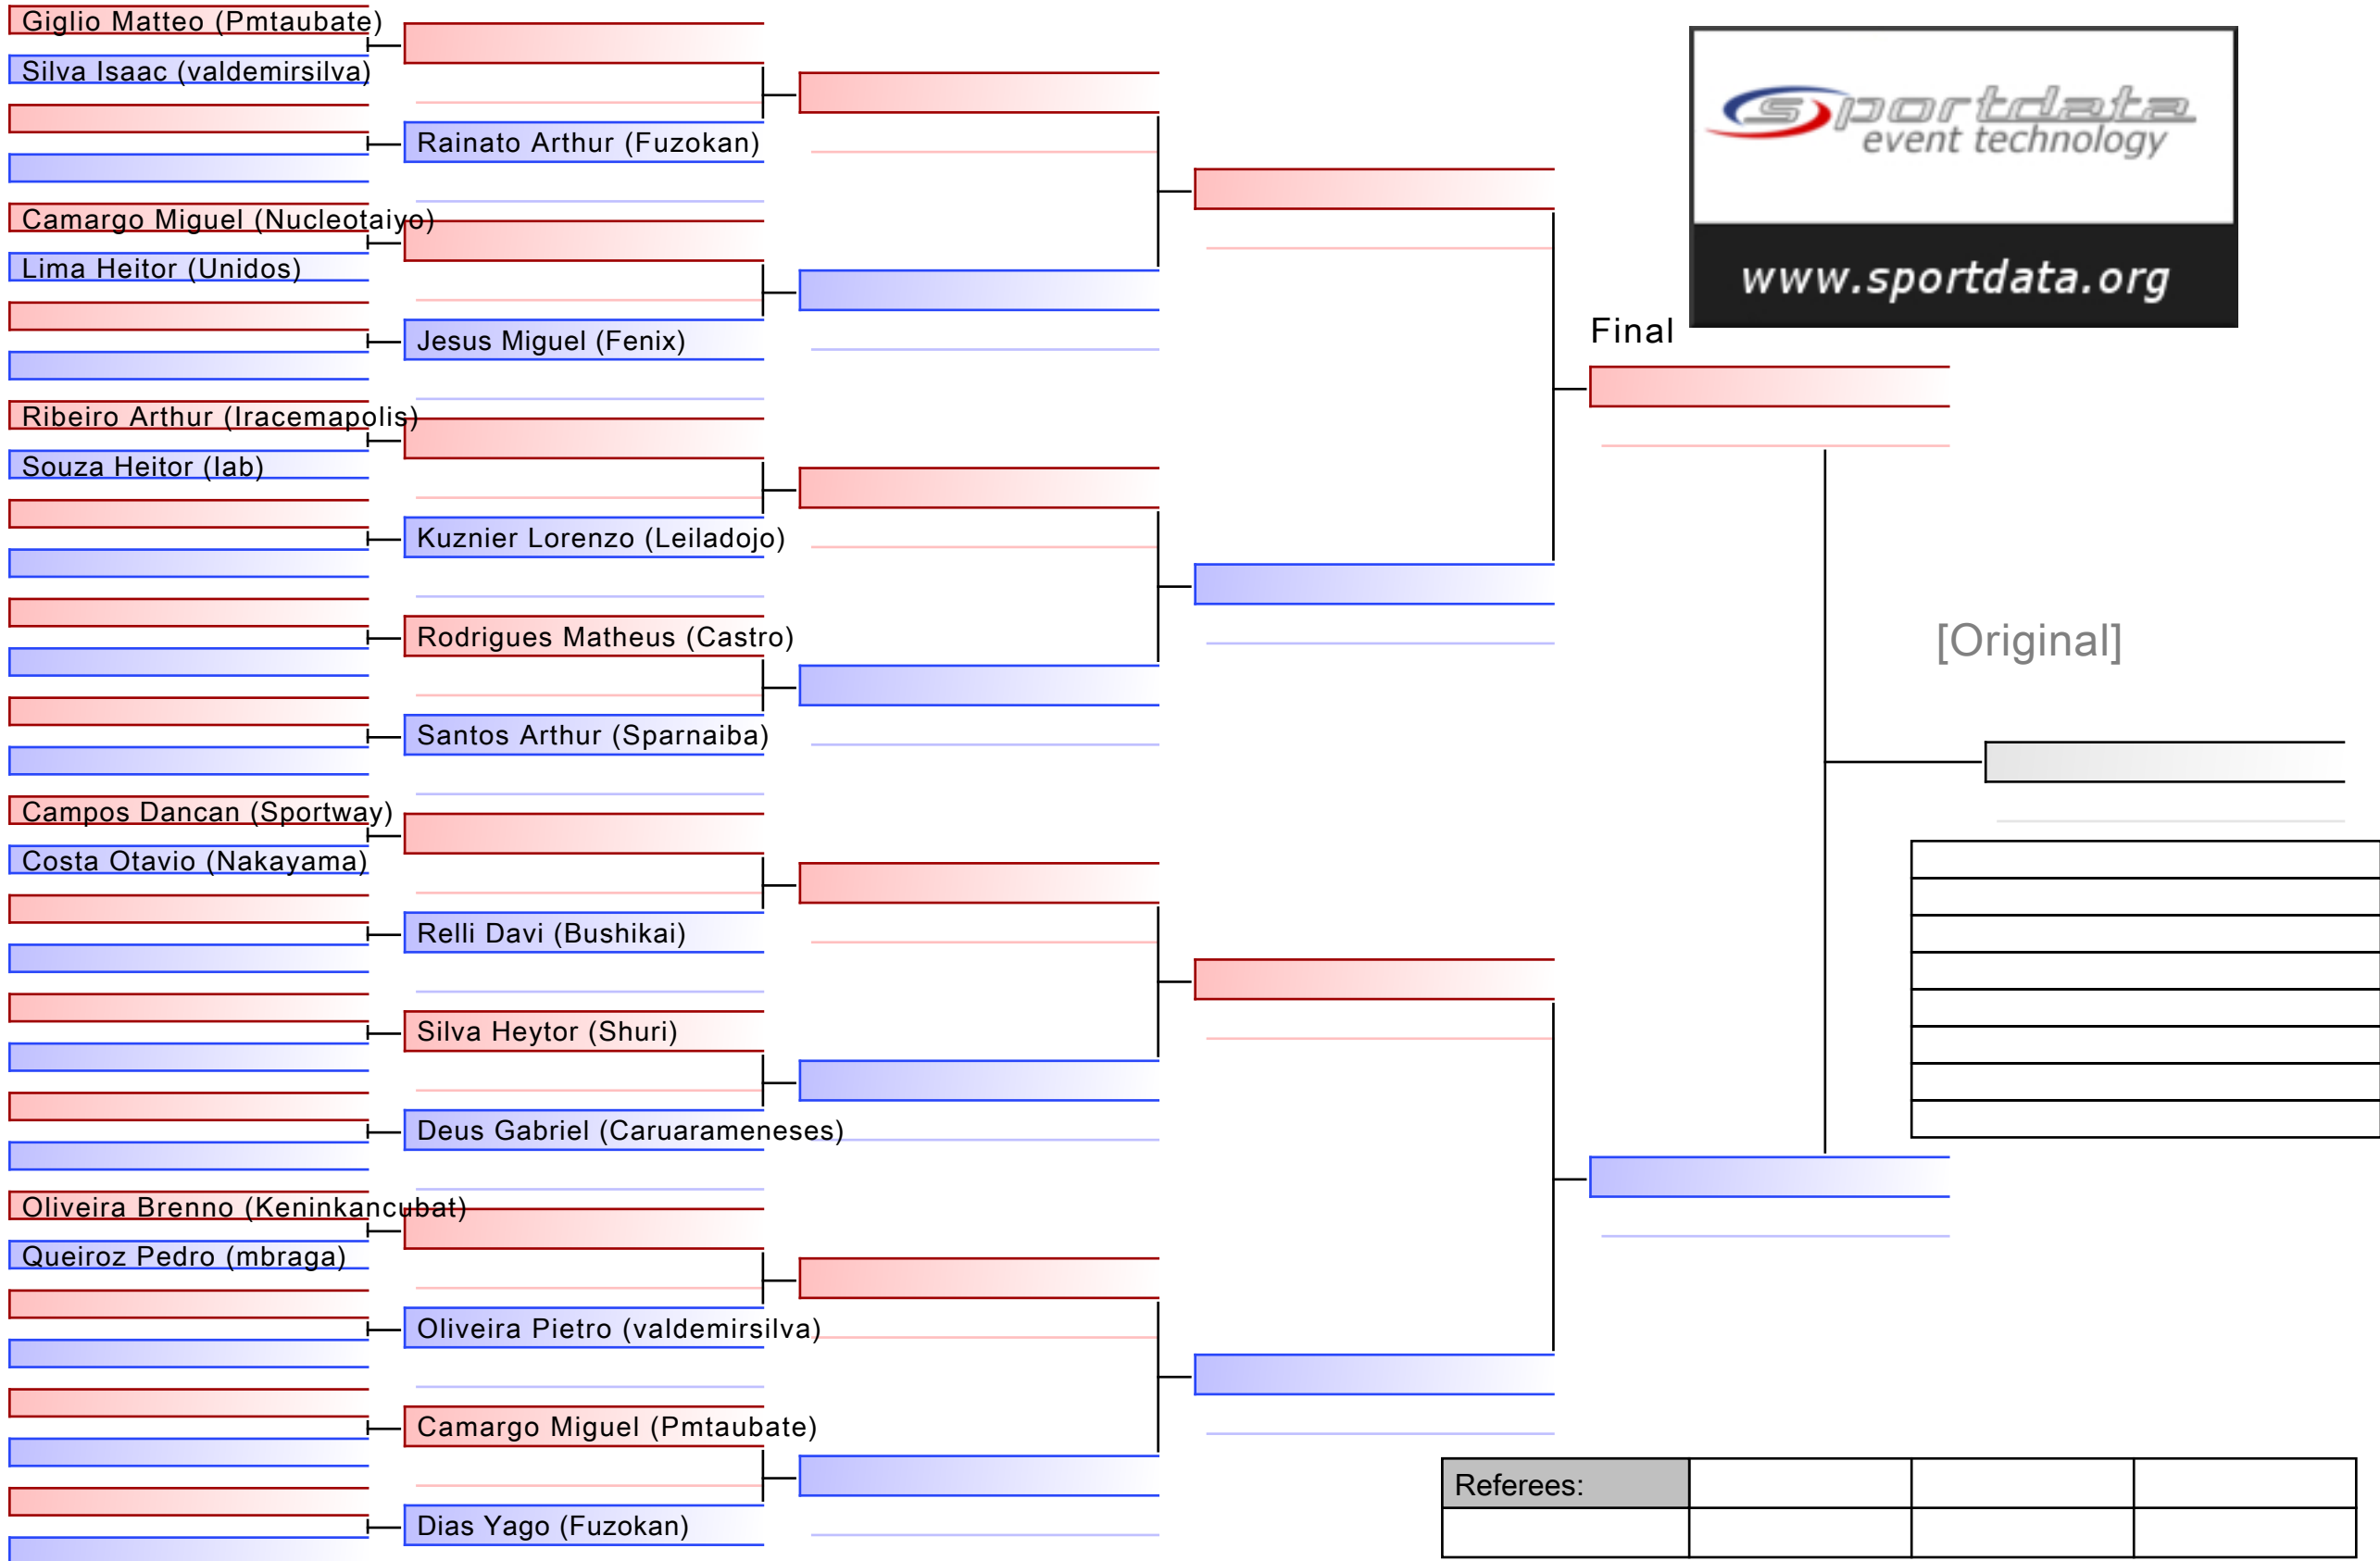 Giglio Matteo (Pmtaubate)
Silva Isaac (valdemirsilva)
Rainato Arthur (Fuzokan)
Camargo Miguel (Nucleotaiyo)
Lima Heitor (Unidos)
Jesus Miguel (Fenix)
Ribeiro Arthur (Iracemapolis)
Souza Heitor (Iab)
Kuznier Lorenzo (Leiladojo)
Rodrigues Matheus (Castro)
Santos Arthur (Sparnaiba)
Campos Dancan (Sportway)
Costa Otavio (Nakayama)
Relli Davi (Bushikai)
Silva Heytor (Shuri)
Deus Gabriel (Caruarameneses)
Oliveira Brenno (Keninkancubat)
Queiroz Pedro (mbraga)
Oliveira Pietro (valdemirsilva)
Camargo Miguel (Pmtaubate)
Dias Yago (Fuzokan)
sportdata
event technology
www.sportdata.org
Final
[Original]
Referees: